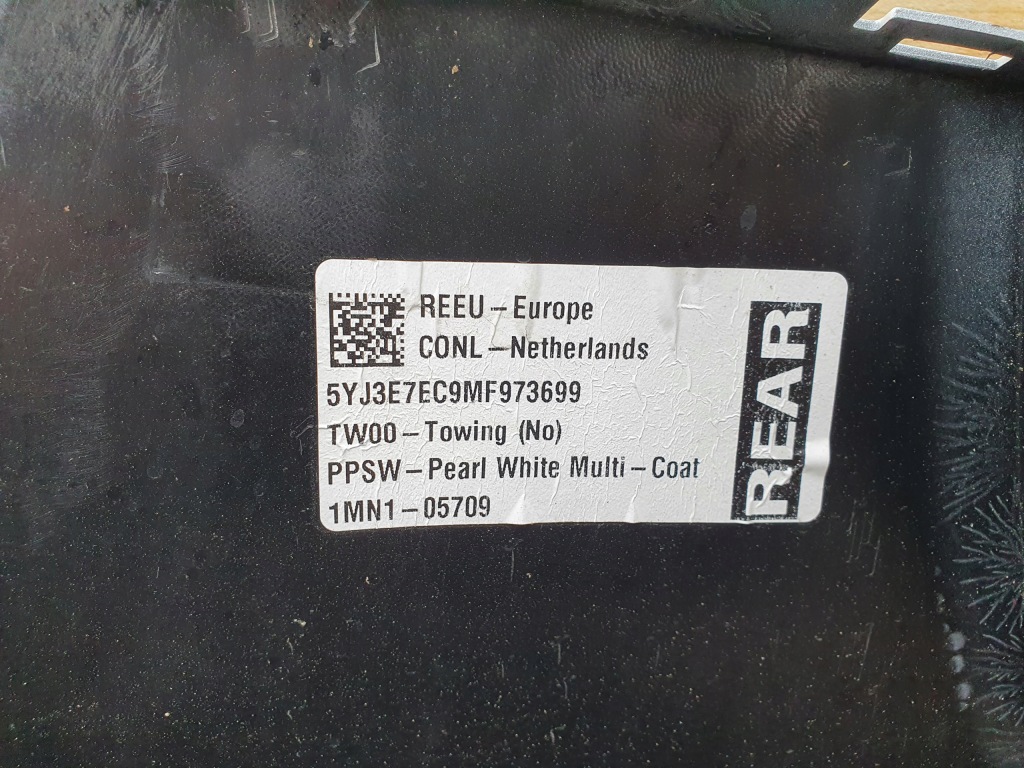 REEU – Europe
CONL – Netherlands
5YJ3E7EC9MF973699
TW00 – Towing (No)
PPSW – Pearl White Multi – Coat
1MN1 – 05709
REAR